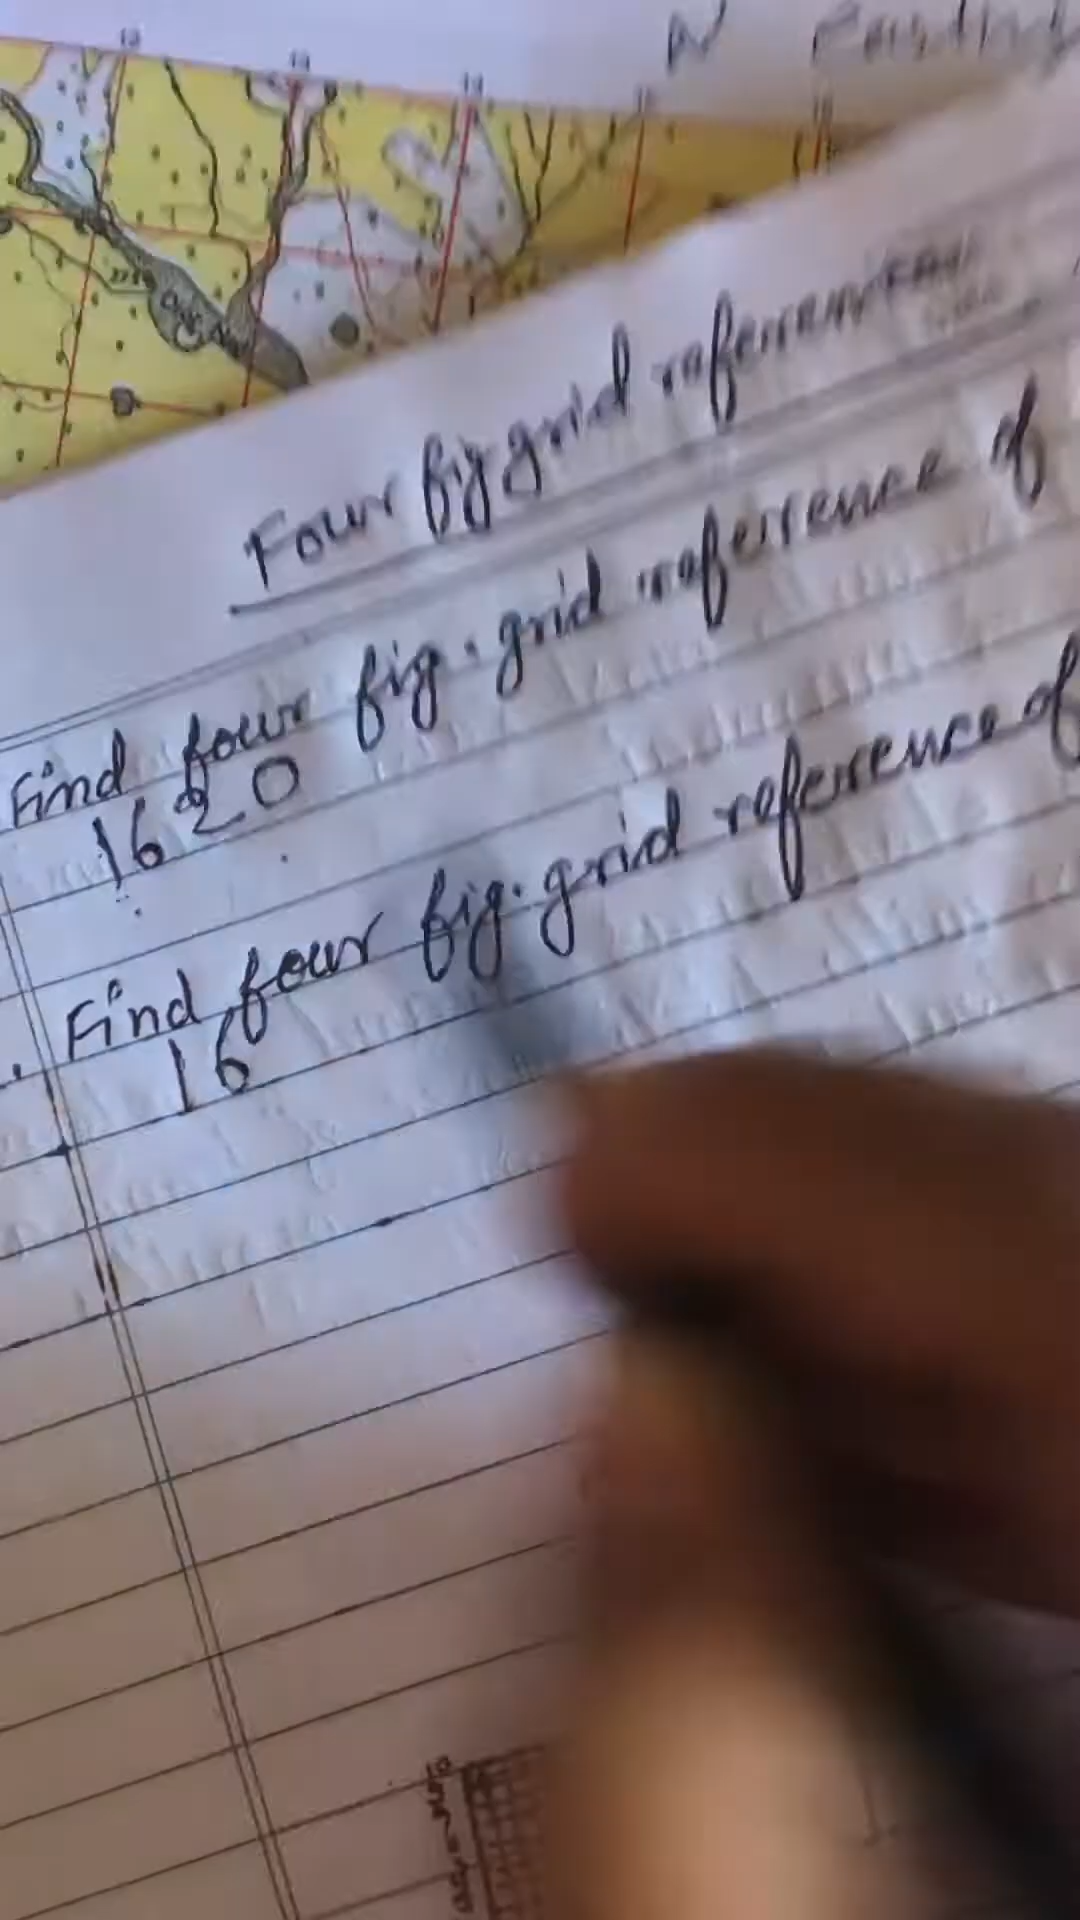 Four fig grid reference
Find four fig. grid reference of
1620
Find four fig. grid reference of
16